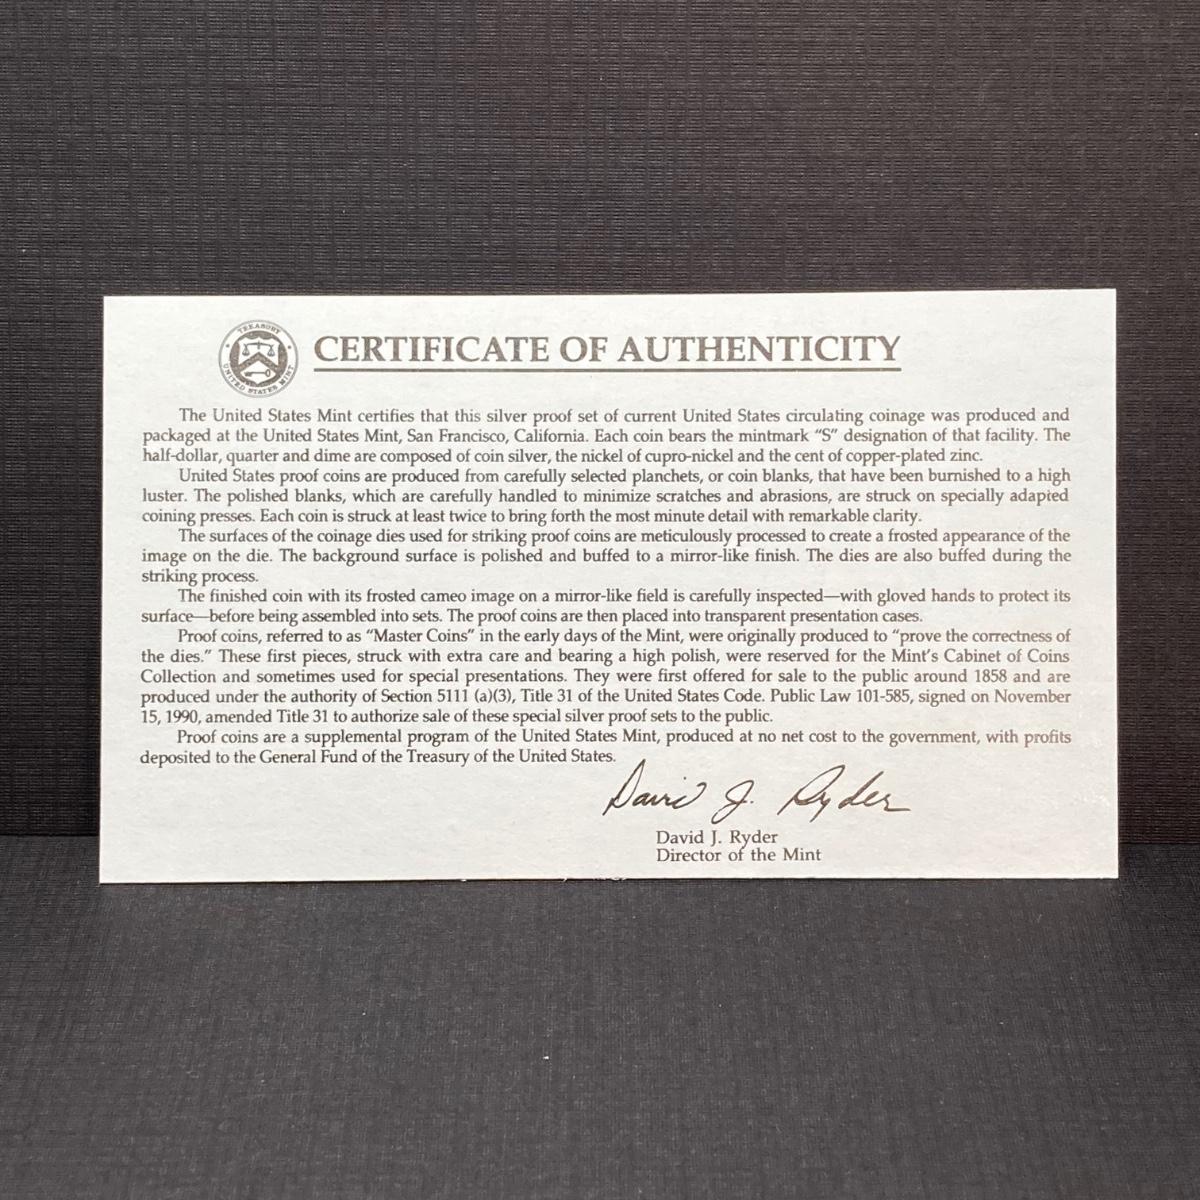 TREASURY
UNITED STATES MINT
CERTIFICATE OF AUTHENTICITY
The United States Mint certifies that this silver proof set of current United States circulating coinage was produced and
packaged at the United States Mint, San Francisco, California. Each coin bears the mintmark “S” designation of that facility. The
half-dollar, quarter and dime are composed of coin silver, the nickel of cupro-nickel and the cent of copper-plated zinc.
United States proof coins are produced from carefully selected planchets, or coin blanks, that have been burnished to a high
luster. The polished blanks, which are carefully handled to minimize scratches and abrasions, are struck on specially adapted
coining presses. Each coin is struck at least twice to bring forth the most minute detail with remarkable clarity.
The surfaces of the coinage dies used for striking proof coins are meticulously processed to create a frosted appearance of the
image on the die. The background surface is polished and buffed to a mirror-like finish. The dies are also buffed during the
striking process.
The finished coin with its frosted cameo image on a mirror-like field is carefully inspected—with gloved hands to protect its
surface—before being assembled into sets. The proof coins are then placed into transparent presentation cases.
Proof coins, referred to as “Master Coins” in the early days of the Mint, were originally produced to “prove the correctness of
the dies.” These first pieces, struck with extra care and bearing a high polish, were reserved for the Mint’s Cabinet of Coins
Collection and sometimes used for special presentations. They were first offered for sale to the public around 1858 and are
produced under the authority of Section 5111 (a)(3), Title 31 of the United States Code. Public Law 101-585, signed on November
15, 1990, amended Title 31 to authorize sale of these special silver proof sets to the public.
Proof coins are a supplemental program of the United States Mint, produced at no net cost to the government, with profits
deposited to the General Fund of the Treasury of the United States.
David J. Ryder
David J. Ryder
Director of the Mint